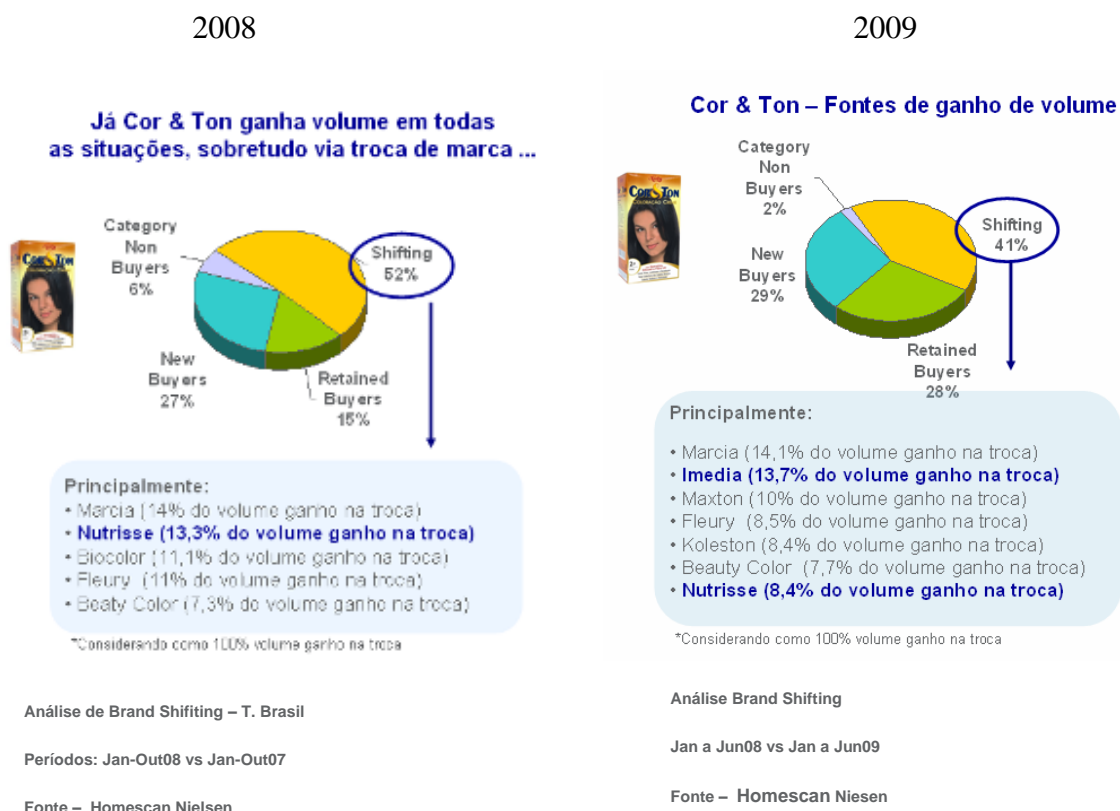 2008
Já Cor & Ton ganha volume em todas
as situações, sobretudo via troca de marca ...
Category
Non
Buyers
6%
Shifting
52%
COR & TON
New
Buyers
27%
Retained
Buyers
15%
Principalmente:
• Marcia (14% do volume ganho na troca)
• Nutrisse (13,3% do volume ganho na troca)
• Biocolor (11,1% do volume ganho na troca)
• Fleury (11% do volume ganho na troca)
• Beaty Color (7,3% do volume ganho na troca)
*Considerando como 100% volume ganho na troca
Análise de Brand Shifiting – T. Brasil
Períodos: Jan-Out08 vs Jan-Out07
Fonte – Homescan Nielsen
2009
Cor & Ton – Fontes de ganho de volume
Category
Non
Buyers
2%
Shifting
41%
COR & TON
New
Buyers
29%
Retained
Buyers
28%
Principalmente:
• Marcia (14,1% do volume ganho na troca)
• Imedia (13,7% do volume ganho na troca)
• Maxton (10% do volume ganho na troca)
• Fleury (8,5% do volume ganho na troca)
• Koleston (8,4% do volume ganho na troca)
• Beauty Color (7,7% do volume ganho na troca)
• Nutrisse (8,4% do volume ganho na troca)
*Considerando como 100% volume ganho na troca
Análise Brand Shifting
Jan a Jun08 vs Jan a Jun09
Fonte – Homescan Niesen